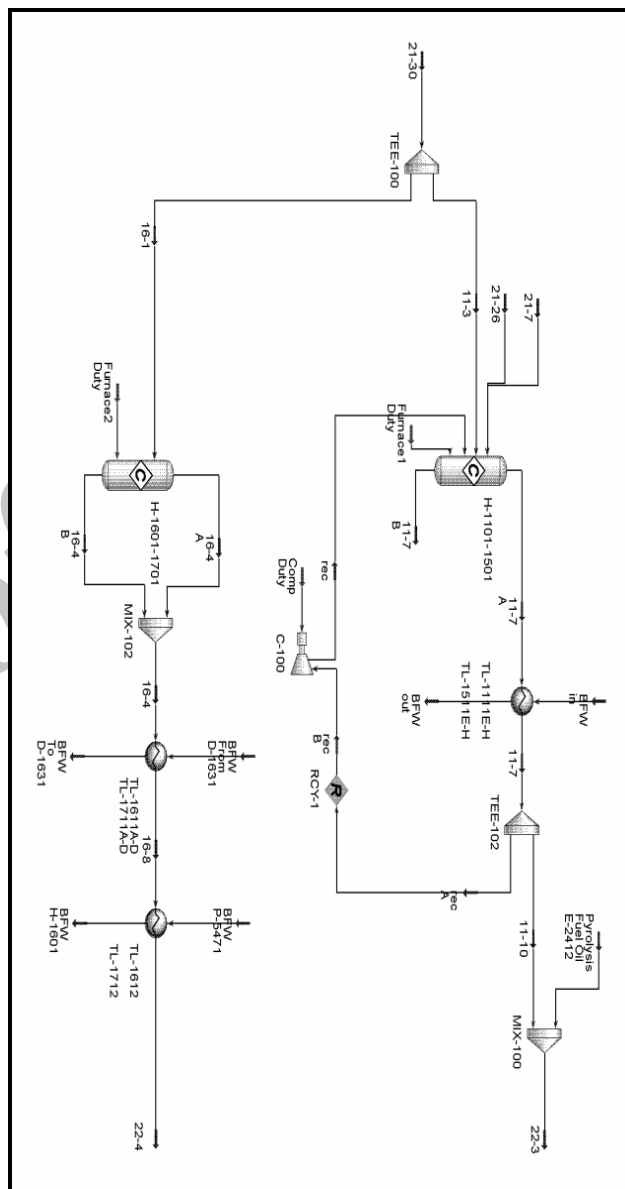 21-30
TEE-100
16-1
11-3
21-26
21-7
Furnace2
Duty
Furnace1
Duty
H-1601-1701
16-4
A
16-4
B
H-1101-1501
11-7
A
11-7
B
rec
Comp
Duty
C-100
MIX-102
16-4
BFW
in
TL-1111E-H
TL-1511E-H
BFW
out
11-7
rec
B
RCY-1
TEE-102
rec
A
BFW
From
D-1631
BFW
To
D-1631
TL-1611A-D
TL-1711A-D
16-8
BFW
P-5471
BFW
H-1601
TL-1612
TL-1712
11-10
Pyrolysis
Fuel Oil
E-2412
MIX-100
22-3
22-4
C
C
R